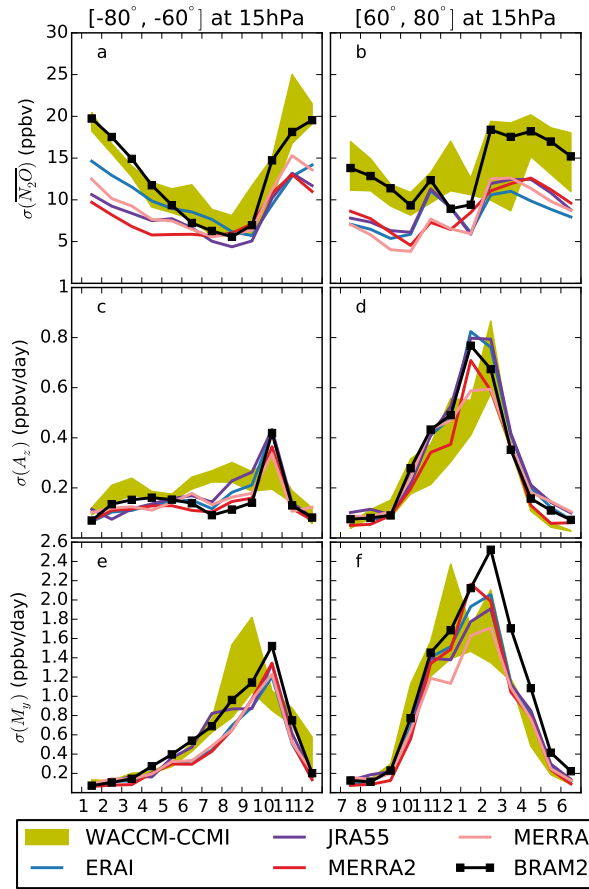 [-80°, -60°] at 15hPa [60°, 80°] at 15hPa
a b
30
25
20
15
10
5
σ(N₂O) (ppbv)
c d
1
0.8
0.6
0.4
0.2
σ(A_z) (ppbv/day)
e f
2.6
2.4
2.2
2.0
1.8
1.6
1.4
1.2
1.0
0.8
0.6
0.4
0.2
σ(M_y) (ppbv/day)
1 2 3 4 5 6 7 8 9 10 11 12 7 8 9 10 11 12 1 2 3 4 5 6
WACCM-CCMI JRA55 MERRA
ERAI MERRA2 BRAM2